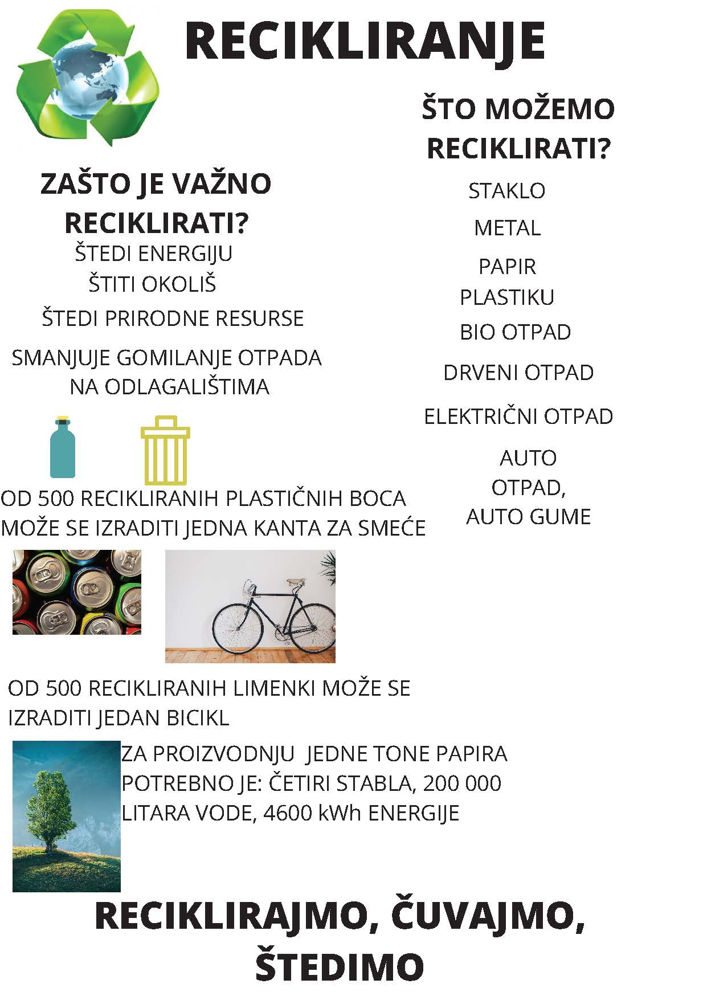 RECIKLIRANJE
ZAŠTO JE VAŽNO
RECIKLIRATI?
ŠTEDI ENERGIJU
ŠTITI OKOLIŠ
ŠTEDI PRIRODNE RESURSE
SMANJUJE GOMILANJE OTPADA
NA ODLAGALIŠTIMA
ŠTO MOŽEMO
RECIKLIRATI?
STAKLO
METAL
PAPIR
PLASTIKU
BIO OTPAD
DRVENI OTPAD
ELEKTRIČNI OTPAD
AUTO
OTPAD,
AUTO GUME
OD 500 RECIKLIRANIH PLASTIČNIH BOCA
MOŽE SE IZRADITI JEDNA KANTA ZA SMEĆE
OD 500 RECIKLIRANIH LIMENKI MOŽE SE
IZRADITI JEDAN BICIKL
ZA PROIZVODNJU JEDNE TONE PAPIRA
POTREBNO JE: ČETIRI STABLA, 200 000
LITARA VODE, 4600 kWh ENERGIJE
RECIKLIRAJMO, ČUVAJMO,
ŠTEDIMO